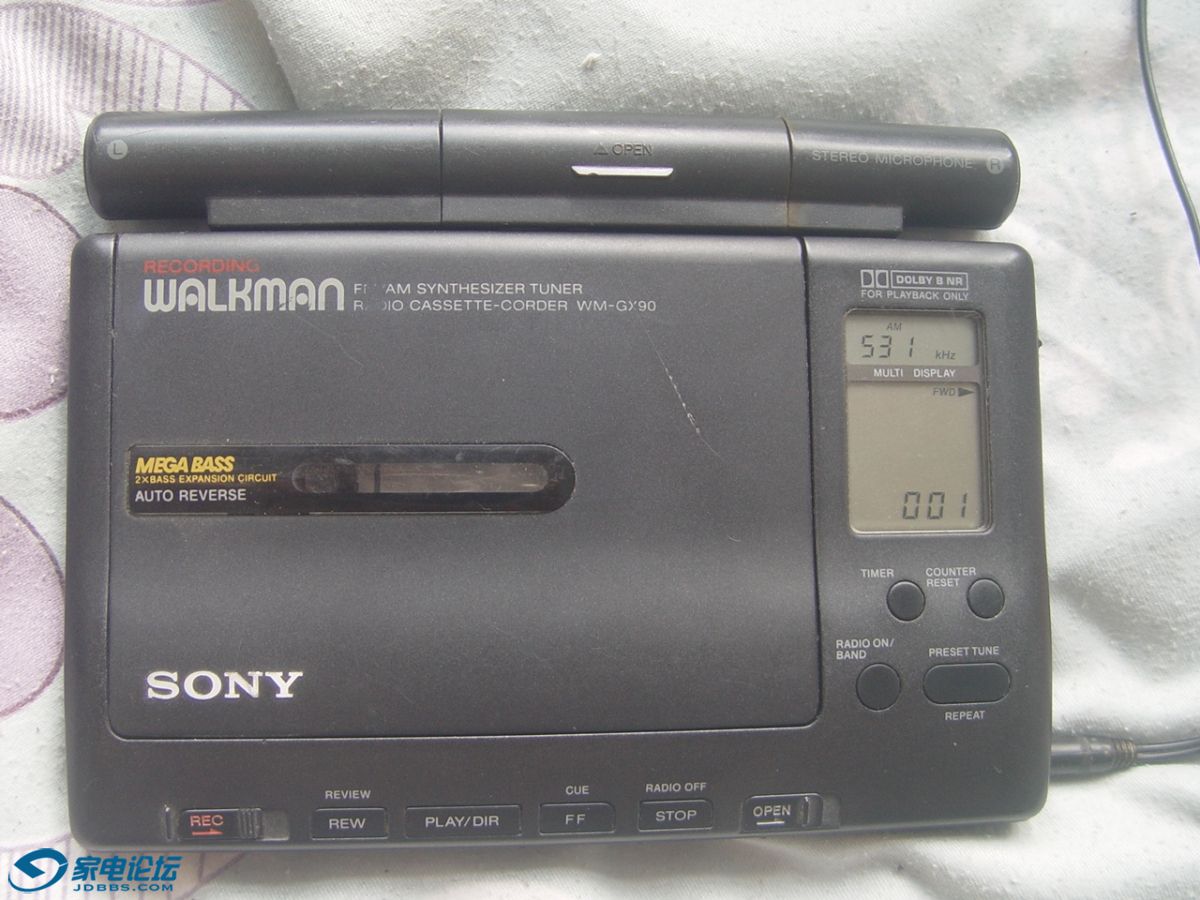 L
OPEN
STEREO MICROPHONE R
RECORDING
WALKMAN
FM/AM SYNTHESIZER TUNER
RADIO CASSETTE-CORDER WM-GX90
DOLBY B NR
FOR PLAYBACK ONLY
AM
531 kHz
MULTI DISPLAY
FWD
001
MEGA BASS
2XBASS EXPANSION CIRCUIT
AUTO REVERSE
TIMER
COUNTER
RESET
RADIO ON/
BAND
PRESET TUNE
REPEAT
SONY
REC
REVIEW
REW
PLAY/DIR
CUE
FF
RADIO OFF
STOP
OPEN
家电论坛
JDBBS.COM